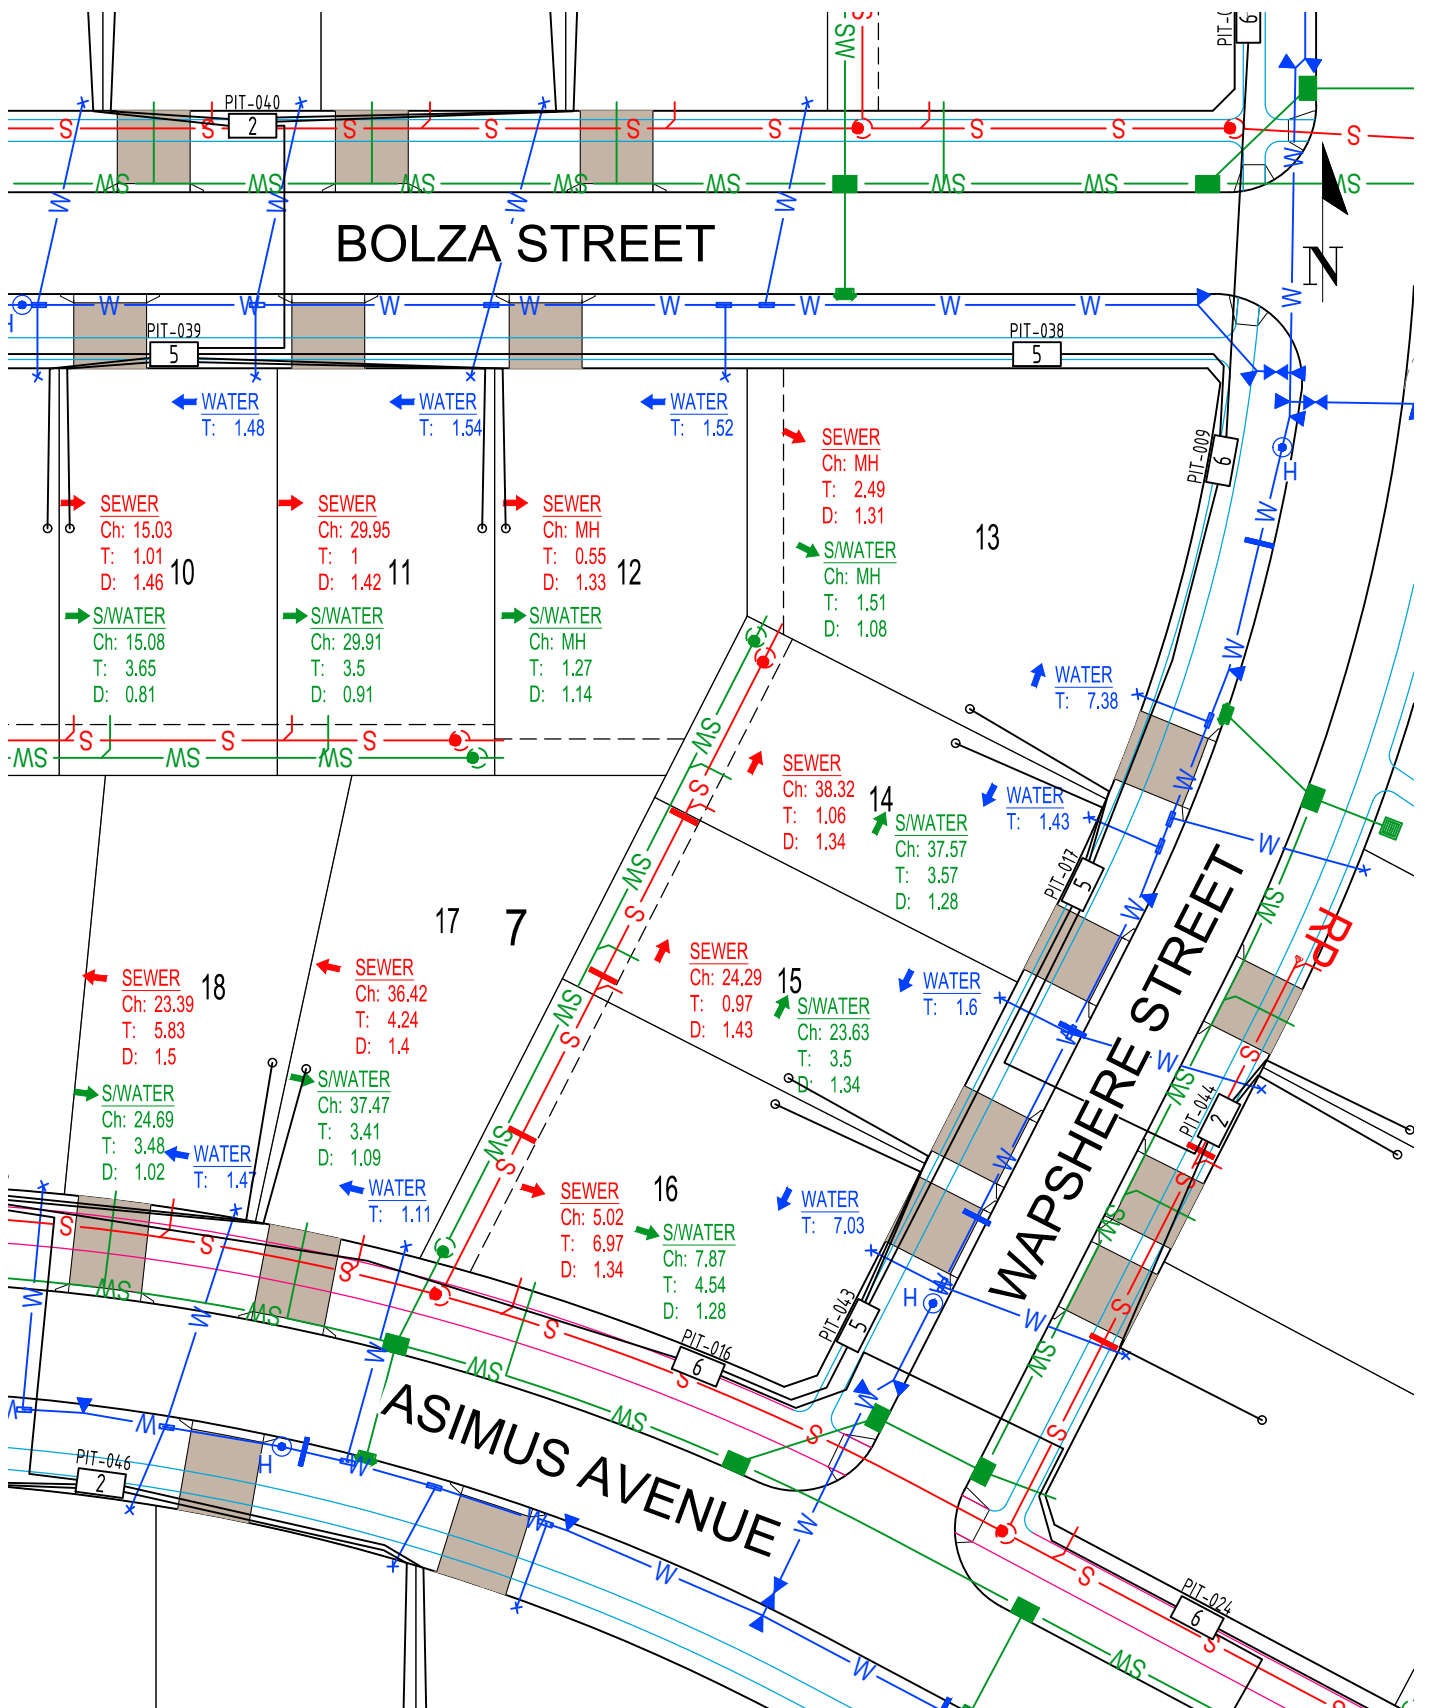 PIT-040
2
BOLZA STREET
N
PIT-039
5
PIT-038
5
PIT-009
6
WATER
T: 1.48
WATER
T: 1.54
WATER
T: 1.52
SEWER
Ch: MH
T: 2.49
D: 1.31
S/WATER
Ch: MH
T: 1.51
D: 1.08
13
SEWER
Ch: 15.03
T: 1.01
D: 1.46
10
S/WATER
Ch: 15.08
T: 3.65
D: 0.81
SEWER
Ch: 29.95
T: 1
D: 1.42
11
S/WATER
Ch: 29.91
T: 3.5
D: 0.91
SEWER
Ch: MH
T: 0.55
D: 1.33
12
S/WATER
Ch: MH
T: 1.27
D: 1.14
WATER
T: 7.38
SEWER
Ch: 38.32
T: 1.06
D: 1.34
14
S/WATER
Ch: 37.57
T: 3.57
D: 1.28
WATER
T: 1.43
PIT-017
5
WAPSHERE STREET
RP
17
7
SEWER
Ch: 24.29
T: 0.97
D: 1.43
15
S/WATER
Ch: 23.63
T: 3.5
D: 1.34
WATER
T: 1.6
SEWER
Ch: 23.39
T: 5.83
D: 1.5
18
S/WATER
Ch: 24.69
T: 3.48
D: 1.02
WATER
T: 1.47
SEWER
Ch: 36.42
T: 4.24
D: 1.4
S/WATER
Ch: 37.47
T: 3.41
D: 1.09
WATER
T: 1.11
SEWER
Ch: 5.02
T: 6.97
D: 1.34
16
S/WATER
Ch: 7.87
T: 4.54
D: 1.28
WATER
T: 7.03
PIT-044
2
PIT-043
5
PIT-016
6
ASIMUS AVENUE
PIT-046
2
PIT-024
6